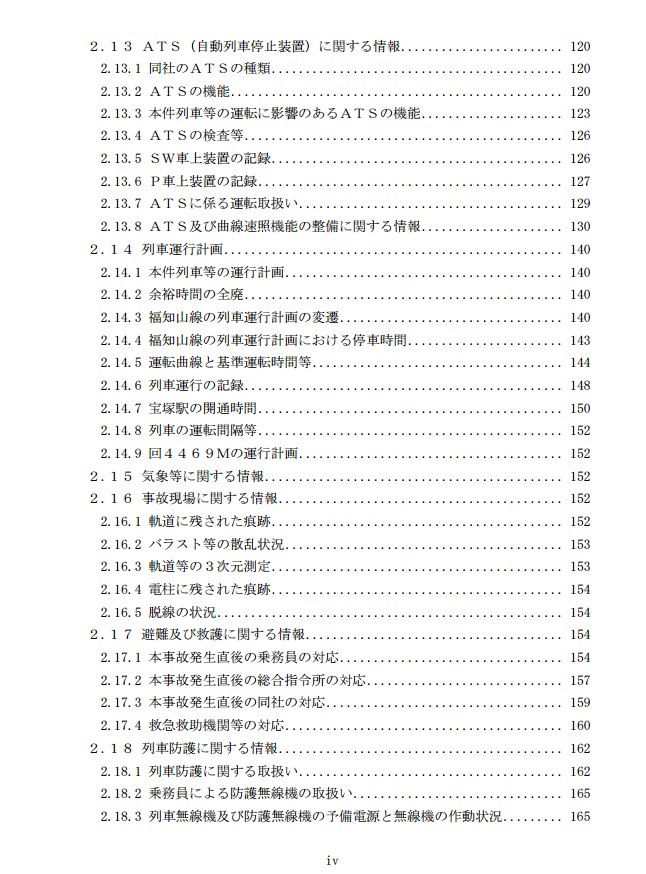 ２.１３ ＡＴＳ（自動列車停止装置）に関する情報........................ 120
2.13.1 同社のＡＴＳの種類........................................... 120
2.13.2 ＡＴＳの機能................................................. 120
2.13.3 本件列車等の運転に影響のあるＡＴＳの機能..................... 123
2.13.4 ＡＴＳの検査等............................................... 126
2.13.5 ＳＷ車上装置の記録........................................... 126
2.13.6 Ｐ車上装置の記録............................................. 127
2.13.7 ＡＴＳに係る運転取扱い....................................... 129
2.13.8 ＡＴＳ及び曲線速照機能の整備に関する情報..................... 130
２.１４ 列車運行計画.................................................. 140
2.14.1 本件列車等の運行計画......................................... 140
2.14.2 余裕時間の全廃............................................... 140
2.14.3 福知山線の列車運行計画の変遷................................. 140
2.14.4 福知山線の列車運行計画における停車時間....................... 143
2.14.5 運転曲線と基準運転時間等..................................... 144
2.14.6 列車運行の記録............................................... 148
2.14.7 宝塚駅の開通時間............................................. 150
2.14.8 列車の運転間隔等............................................. 152
2.14.9 回４４６９Ｍの運行計画....................................... 152
２.１５ 気象等に関する情報............................................ 152
２.１６ 事故現場に関する情報.......................................... 152
2.16.1 軌道に残された痕跡........................................... 152
2.16.2 バラスト等の散乱状況......................................... 153
2.16.3 軌道等の３次元測定........................................... 153
2.16.4 電柱に残された痕跡........................................... 154
2.16.5 脱線の状況................................................... 154
２.１７ 避難及び救護に関する情報...................................... 154
2.17.1 本事故発生直後の乗務員の対応................................. 154
2.17.2 本事故発生直後の総合指令所の対応............................. 157
2.17.3 本事故発生直後の同社の対応................................... 159
2.17.4 救急救助機関等の対応......................................... 160
２.１８ 列車防護に関する情報.......................................... 162
2.18.1 列車防護に関する取扱い....................................... 162
2.18.2 乗務員による防護無線機の取扱い............................... 165
2.18.3 列車無線機及び防護無線機の予備電源と無線機の作動状況......... 165
iv